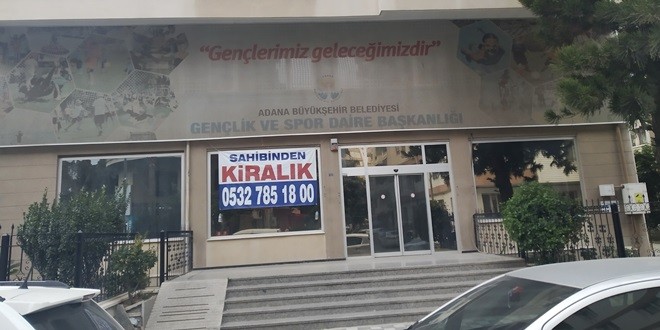 “Gençlerimiz geleceğimizdir”
ADANA BÜYÜKŞEHİR BELEDİYESİ
GENÇLİK VE SPOR DAİRE BAŞKANLIĞI
SAHİBİNDEN
KİRALIK
0532 785 18 00